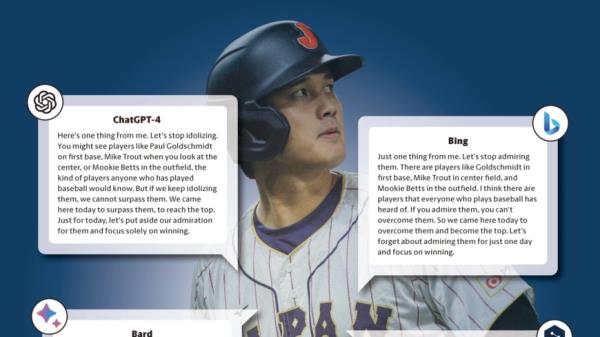 ChatGPT-4
Here's one thing from me. Let's stop idolizing.
You might see players like Paul Goldschmidt
on first base, Mike Trout when you look at the
center, or Mookie Betts in the outfield, the
kind of players anyone who has played
baseball would know. But if we keep idolizing
them, we cannot surpass them. We came
here today to surpass them, to reach the top.
Just for today, let's put aside our admiration
for them and focus solely on winning.
Bing
Just one thing from me. Let's stop admiring
them. There are players like Goldschmidt in
first base, Mike Trout in center field, and
Mookie Betts in the outfield. I think there are
players that everyone who plays baseball has
heard of. If you admire them, you can't
overcome them. So we came here today to
overcome them and become the top. Let's
forget about admiring them for just one day
and focus on winning.
J
JAPAN
Bard